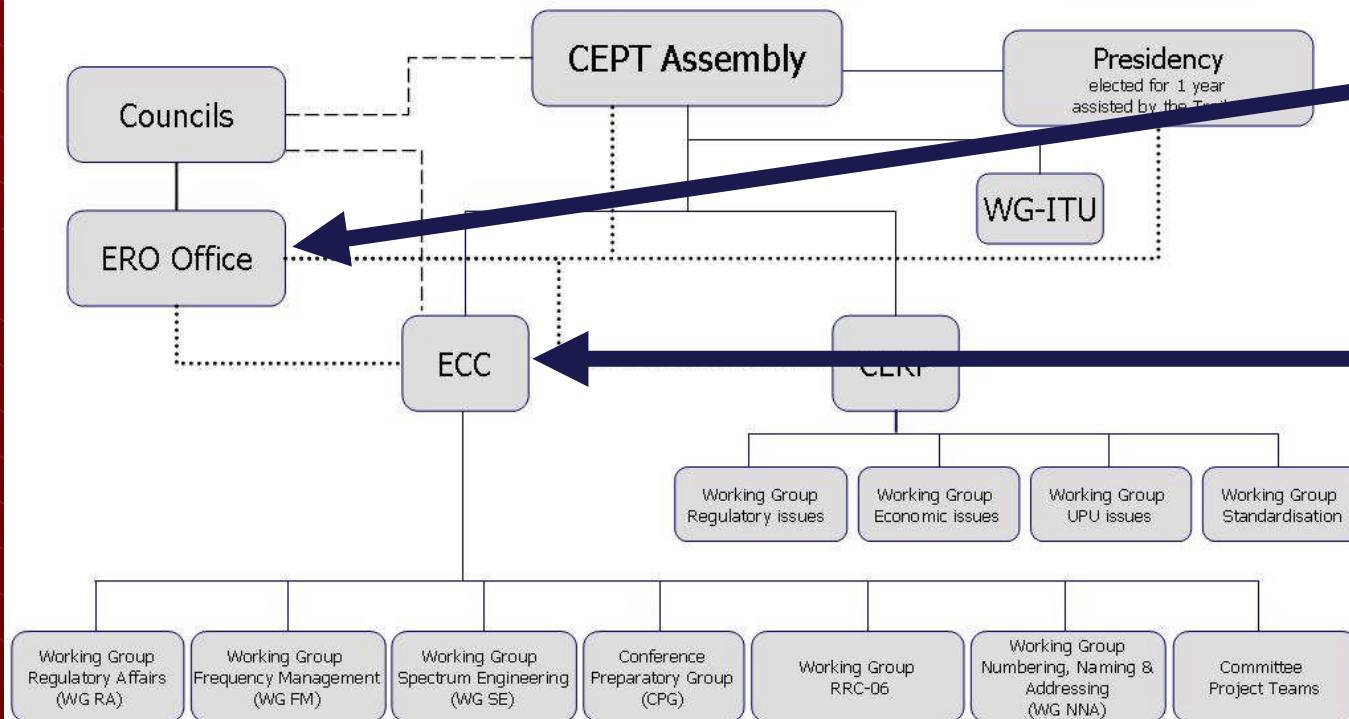 CEPT Assembly
Presidency
elected for 1 year
assisted by the
Councils
WG-ITU
ERO Office
ECC
Working Group
Regulatory issues
Working Group
Economic issues
Working Group
UPU issues
Working Group
Standardisation
Working Group
Regulatory Affairs
(WG RA)
Working Group
Frequency Management
(WG FM)
Working Group
Spectrum Engineering
(WG SE)
Conference
Preparatory Group
(CPG)
Working Group
RRC-06
Working Group
Numbering, Naming &
Addressing
(WG NNA)
Committee
Project Teams